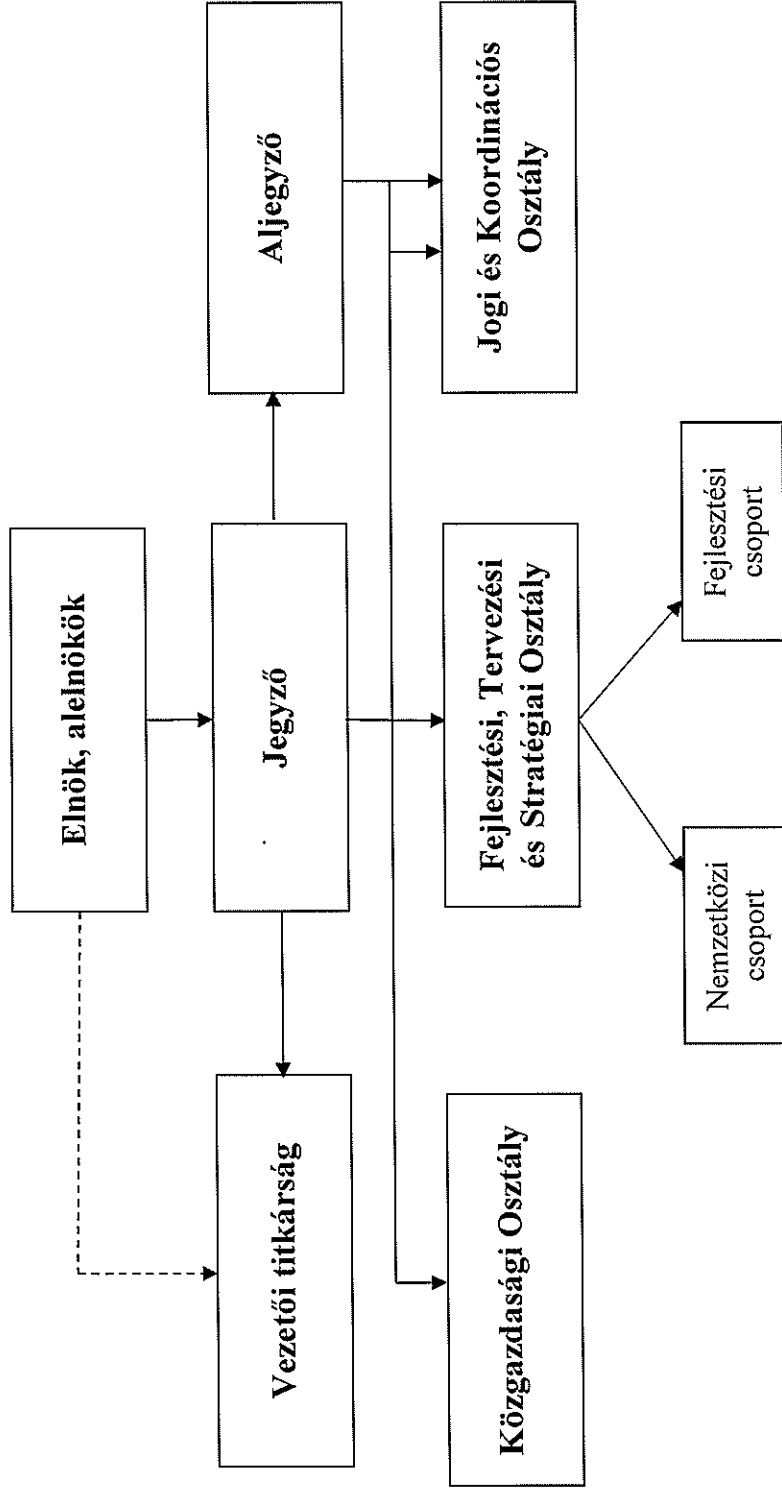 Elnök, alelnökök
Vezetői titkárság
Jegyző
Aljegyző
Közgazdasági Osztály
Fejlesztési, Tervezési
és Stratégiai Osztály
Jogi és Koordinációs
Osztály
Nemzetközi
csoport
Fejlesztési
csoport